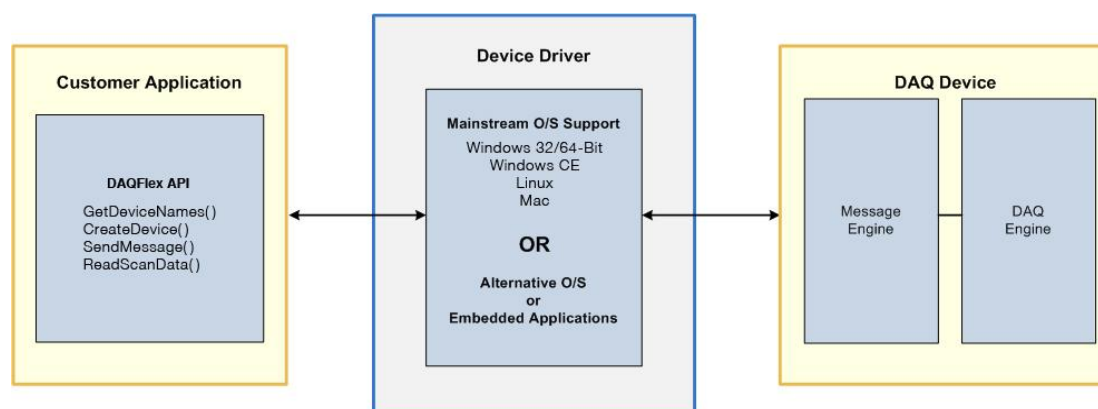 Customer Application
DAQFlex API
GetDeviceNames()
CreateDevice()
SendMessage()
ReadScanData()
Device Driver
Mainstream O/S Support
Windows 32/64-Bit
Windows CE
Linux
Mac
OR
Alternative O/S
or
Embedded Applications
DAQ Device
Message
Engine
DAQ
Engine